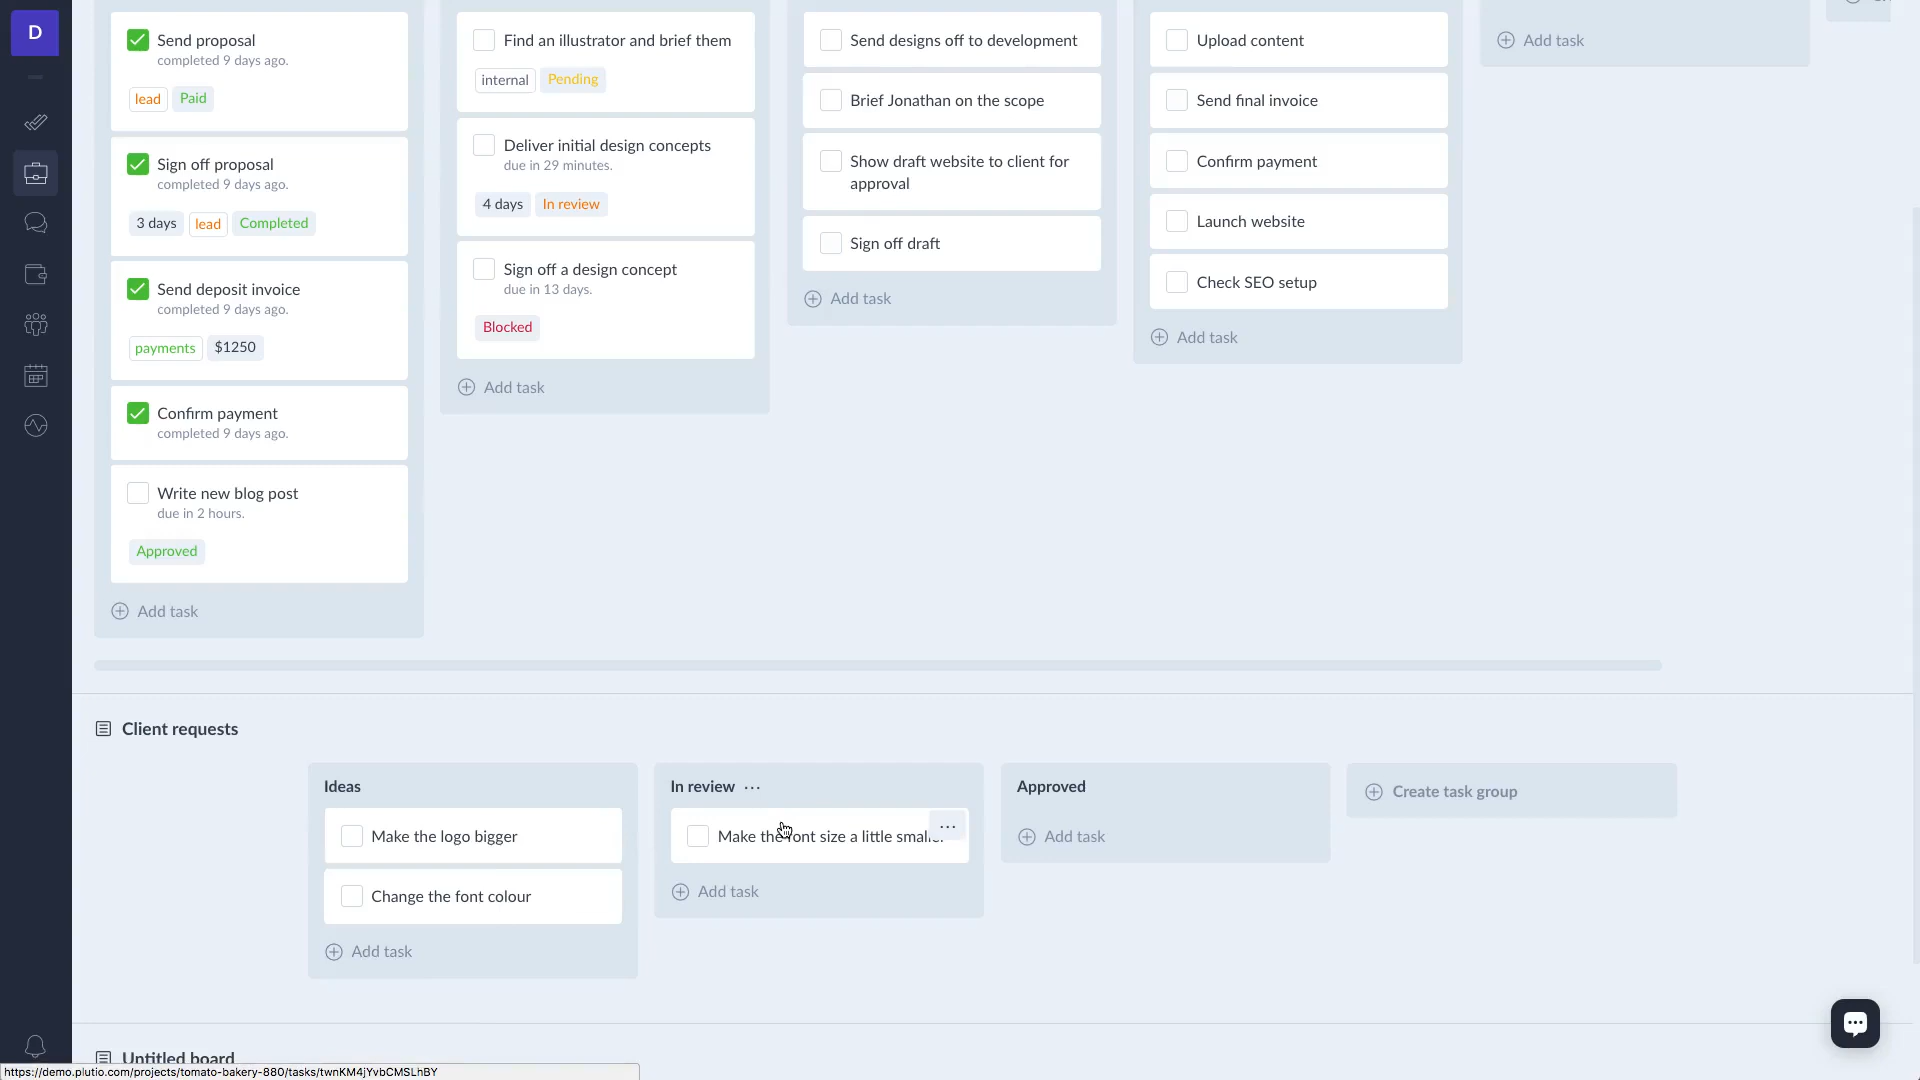 D
Send proposal
completed 9 days ago.
lead Paid
Sign off proposal
completed 9 days ago.
3 days lead Completed
Send deposit invoice
completed 9 days ago.
payments $1250
Confirm payment
completed 9 days ago.
Write new blog post
due in 2 hours.
Approved
Add task
Find an illustrator and brief them
internal Pending
Deliver initial design concepts
due in 29 minutes.
4 days In review
Sign off a design concept
due in 13 days.
Blocked
Add task
Send designs off to development
Brief Jonathan on the scope
Show draft website to client for
approval
Sign off draft
Add task
Upload content
Send final invoice
Confirm payment
Launch website
Check SEO setup
Add task
Add task
Client requests
Ideas
Make the logo bigger
Change the font colour
Add task
In review ...
Make the font size a little smaller
...
Add task
Approved
Add task
Create task group
Untitled board
https://demo.plutio.com/projects/tomato-bakery-880/tasks/twnKM4jYvbCMSLhBY